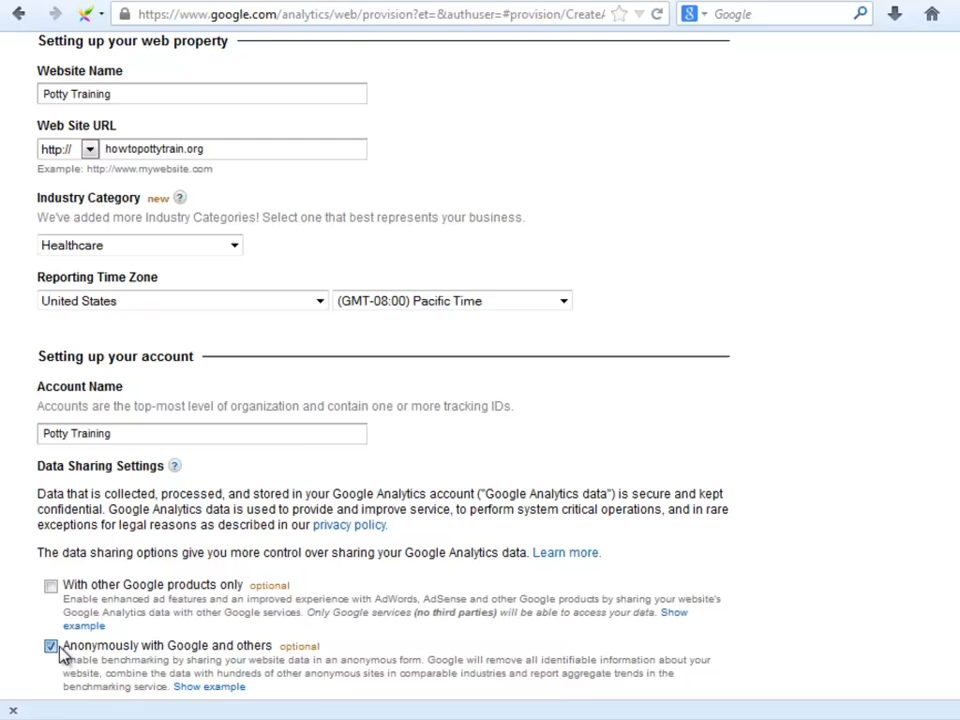 https://www.google.com/analytics/web/provision?et=&authuser=#provision/Create/
8 Google
Setting up your web property
Website Name
Potty Training
Web Site URL
http:// howtopottytrain.org
Example: http://www.mywebsite.com
Industry Category new ?
We've added more Industry Categories! Select one that best represents your business.
Healthcare
Reporting Time Zone
United States (GMT-08:00) Pacific Time
Setting up your account
Account Name
Accounts are the top-most level of organization and contain one or more tracking IDs.
Potty Training
Data Sharing Settings ?
Data that is collected, processed, and stored in your Google Analytics account ("Google Analytics data") is secure and kept
confidential. Google Analytics data is used to provide and improve service, to perform system critical operations, and in rare
exceptions for legal reasons as described in our privacy policy.
The data sharing options give you more control over sharing your Google Analytics data. Learn more.
With other Google products only optional
Enable enhanced ad features and an improved experience with AdWords, AdSense and other Google products by sharing your website's
Google Analytics data with other Google services. Only Google services (no third parties) will be able to access your data. Show
example
Anonymously with Google and others optional
nable benchmarking by sharing your website data in an anonymous form. Google will remove all identifiable information about your
website, combine the data with hundreds of other anonymous sites in comparable industries and report aggregate trends in the
benchmarking service. Show example